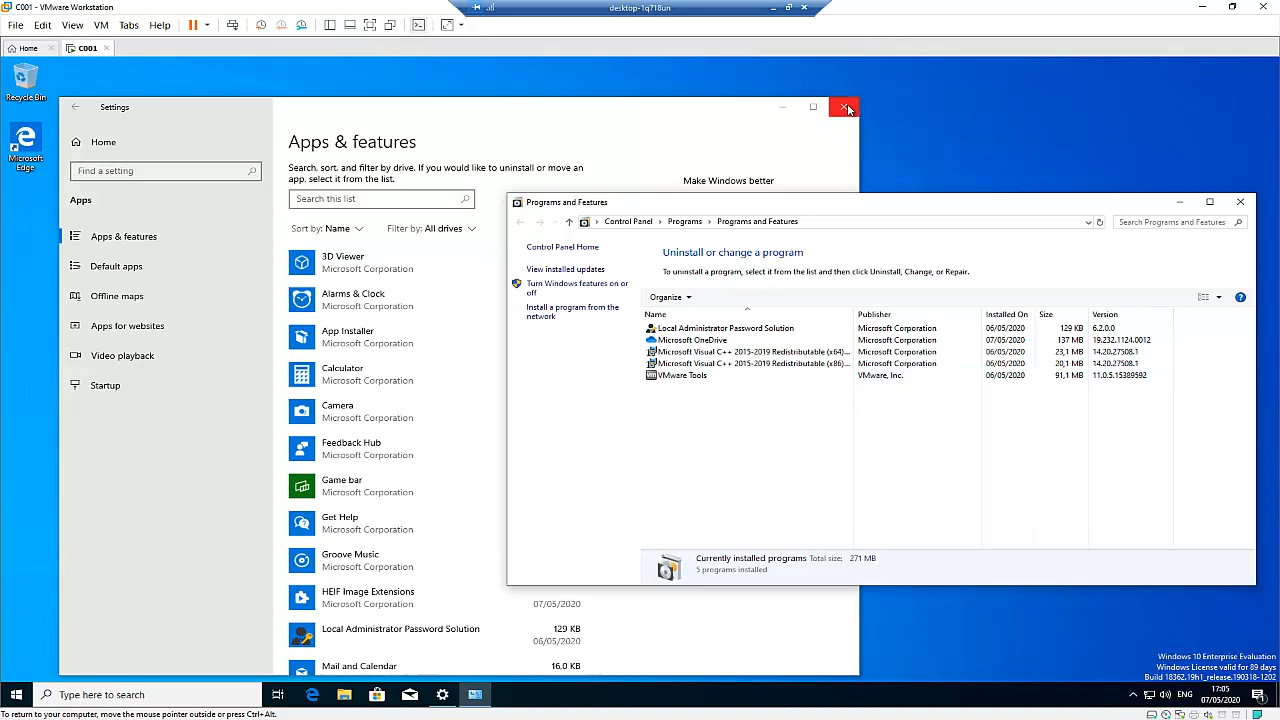 C001 - VMware Workstation
desktop-1q718un
File Edit View VM Tabs Help
Home
C001
Recycle Bin
Microsoft
Edge
Settings
Home
Find a setting
Apps
Apps & features
Default apps
Offline maps
Apps for websites
Video playback
Startup
Apps & features
Search, sort, and filter by drive. If you would like to uninstall or move an
app, select it from the list.
Search this list
Sort by: Name
Filter by: All drives
3D Viewer
Microsoft Corporation
Alarms & Clock
Microsoft Corporation
App Installer
Microsoft Corporation
Calculator
Microsoft Corporation
Camera
Microsoft Corporation
Feedback Hub
Microsoft Corporation
Game bar
Microsoft Corporation
Get Help
Microsoft Corporation
Groove Music
Microsoft Corporation
HEIF Image Extensions
Microsoft Corporation
07/05/2020
Local Administrator Password Solution
129 KB
Microsoft Corporation
06/05/2020
Mail and Calendar
16,0 KB
Make Windows better
Programs and Features
Control Panel > Programs > Programs and Features
Search Programs and Features
Control Panel Home
View installed updates
Turn Windows features on or
off
Install a program from the
network
Uninstall or change a program
To uninstall a program, select it from the list and then click Uninstall, Change, or Repair.
Organize
Name Publisher Installed On Size Version
Local Administrator Password Solution Microsoft Corporation 06/05/2020 129 KB 6.2.0.0
Microsoft OneDrive Microsoft Corporation 07/05/2020 137 MB 19.232.1124.0012
Microsoft Visual C++ 2015-2019 Redistributable (x64)... Microsoft Corporation 06/05/2020 23,1 MB 14.20.27508.1
Microsoft Visual C++ 2015-2019 Redistributable (x86)... Microsoft Corporation 06/05/2020 20,1 MB 14.20.27508.1
VMware Tools VMware, Inc. 06/05/2020 91,1 MB 11.0.5.15389592
Currently installed programs Total size: 271 MB
5 programs installed
Windows 10 Enterprise Evaluation
Windows License valid for 89 days
Build 18362.19h1_release.190318-1202
Type here to search
ENG
17:05
07/05/2020
To return to your computer, move the mouse pointer outside or press Ctrl+Alt.